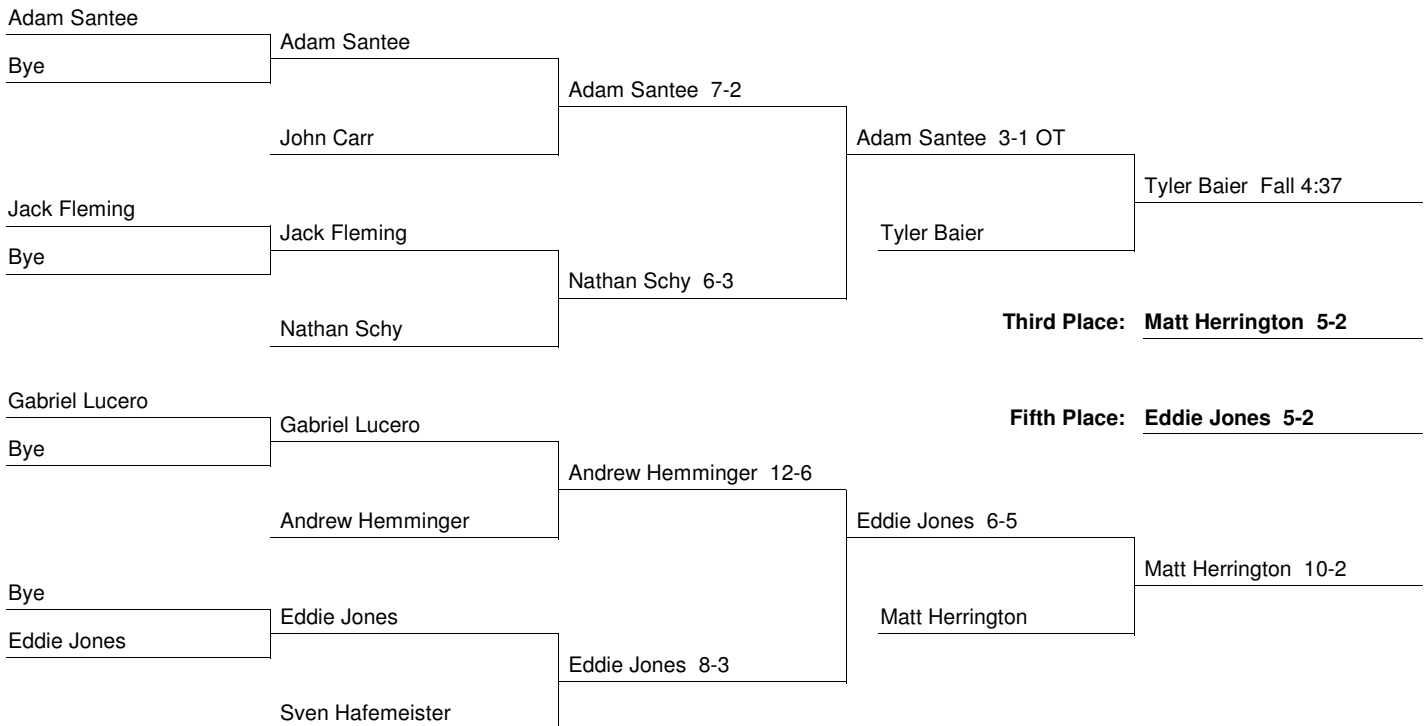 Adam Santee
Bye
Adam Santee
John Carr
Adam Santee 7-2
Jack Fleming
Bye
Jack Fleming
Nathan Schy
Nathan Schy 6-3
Adam Santee 3-1 OT
Tyler Baier
Tyler Baier Fall 4:37
Third Place: Matt Herrington 5-2
Fifth Place: Eddie Jones 5-2
Gabriel Lucero
Bye
Gabriel Lucero
Andrew Hemminger
Andrew Hemminger 12-6
Bye
Eddie Jones
Eddie Jones
Sven Hafemeister
Eddie Jones 8-3
Eddie Jones 6-5
Matt Herrington
Matt Herrington 10-2